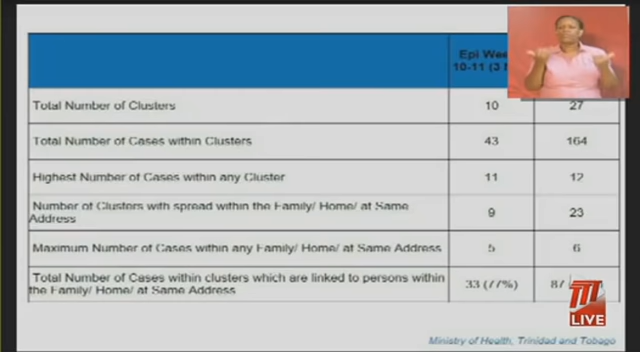 Epi
10-11 (3
Total Number of Clusters 10 27
Total Number of Cases within Clusters 43 164
Highest Number of Cases within any Cluster 11 12
Number of Clusters with spread within the Family/ Home/ at Same
Address 9 23
Maximum Number of Cases within any Family/ Home/ at Same Address 5 6
Total Number of Cases within clusters which are linked to persons within
the Family/ Home/ at Same Address 33 (77%) 87
LIVE
Ministry of Health, Trinidad and Tobago